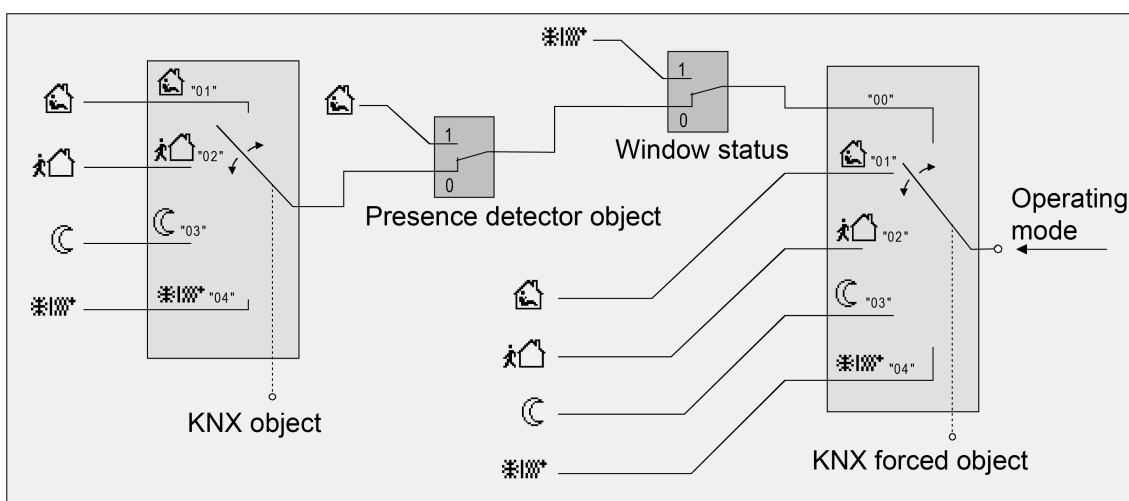 "01"
"02"
"03"
"04"
KNX object
1
0
Presence detector object
1
0
Window status
"00"
"01"
"02"
"03"
"04"
KNX forced object
Operating
mode